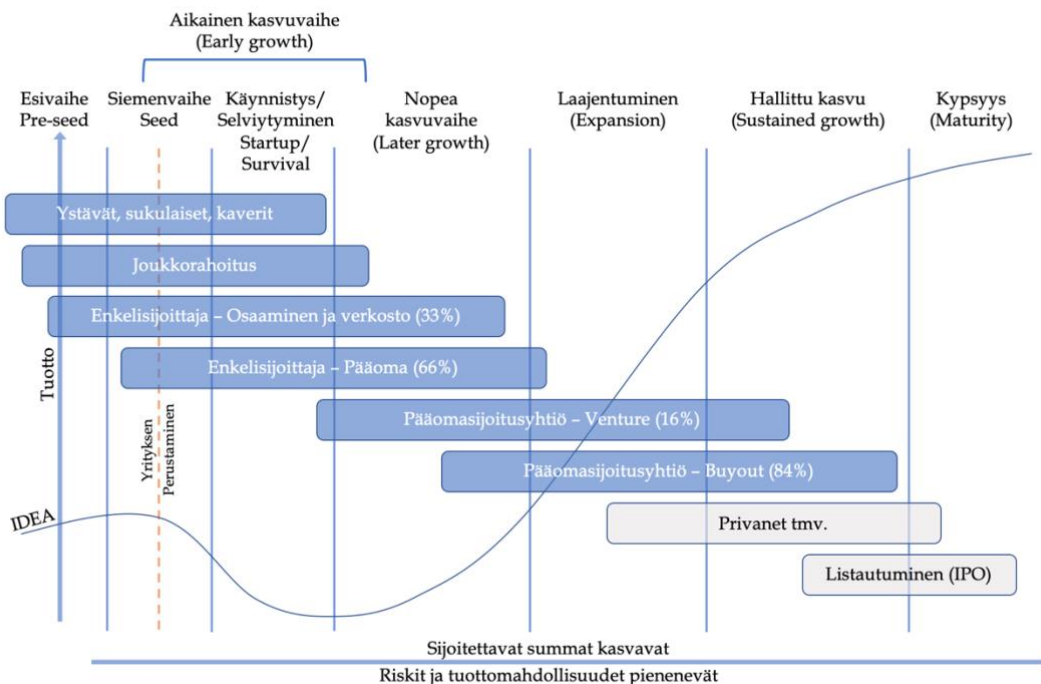 Aikainen kasvuvaihe
(Early growth)
Esivaihe
Pre-seed
Siemenvaihe
Seed
Käynnistys/
Selviytyminen
Startup/
Survival
Nopea
kasvuvaihe
(Later growth)
Laajentuminen
(Expansion)
Hallittu kasvu
(Sustained growth)
Kypsyys
(Maturity)
Ystävät, sukulaiset, kaverit
Joukkorahoitus
Enkelisijoittaja – Osaaminen ja verkosto (33%)
Enkelisijoittaja – Pääoma (66%)
Pääomasijoitusyhtiö – Venture (16%)
Pääomasijoitusyhtiö – Buyout (84%)
Privanet tmv.
Listautuminen (IPO)
Tuotto
Yrityksen
Perustaminen
IDEA
Sijoitettavat summat kasvavat
Riskit ja tuottomahdollisuudet pienenevät